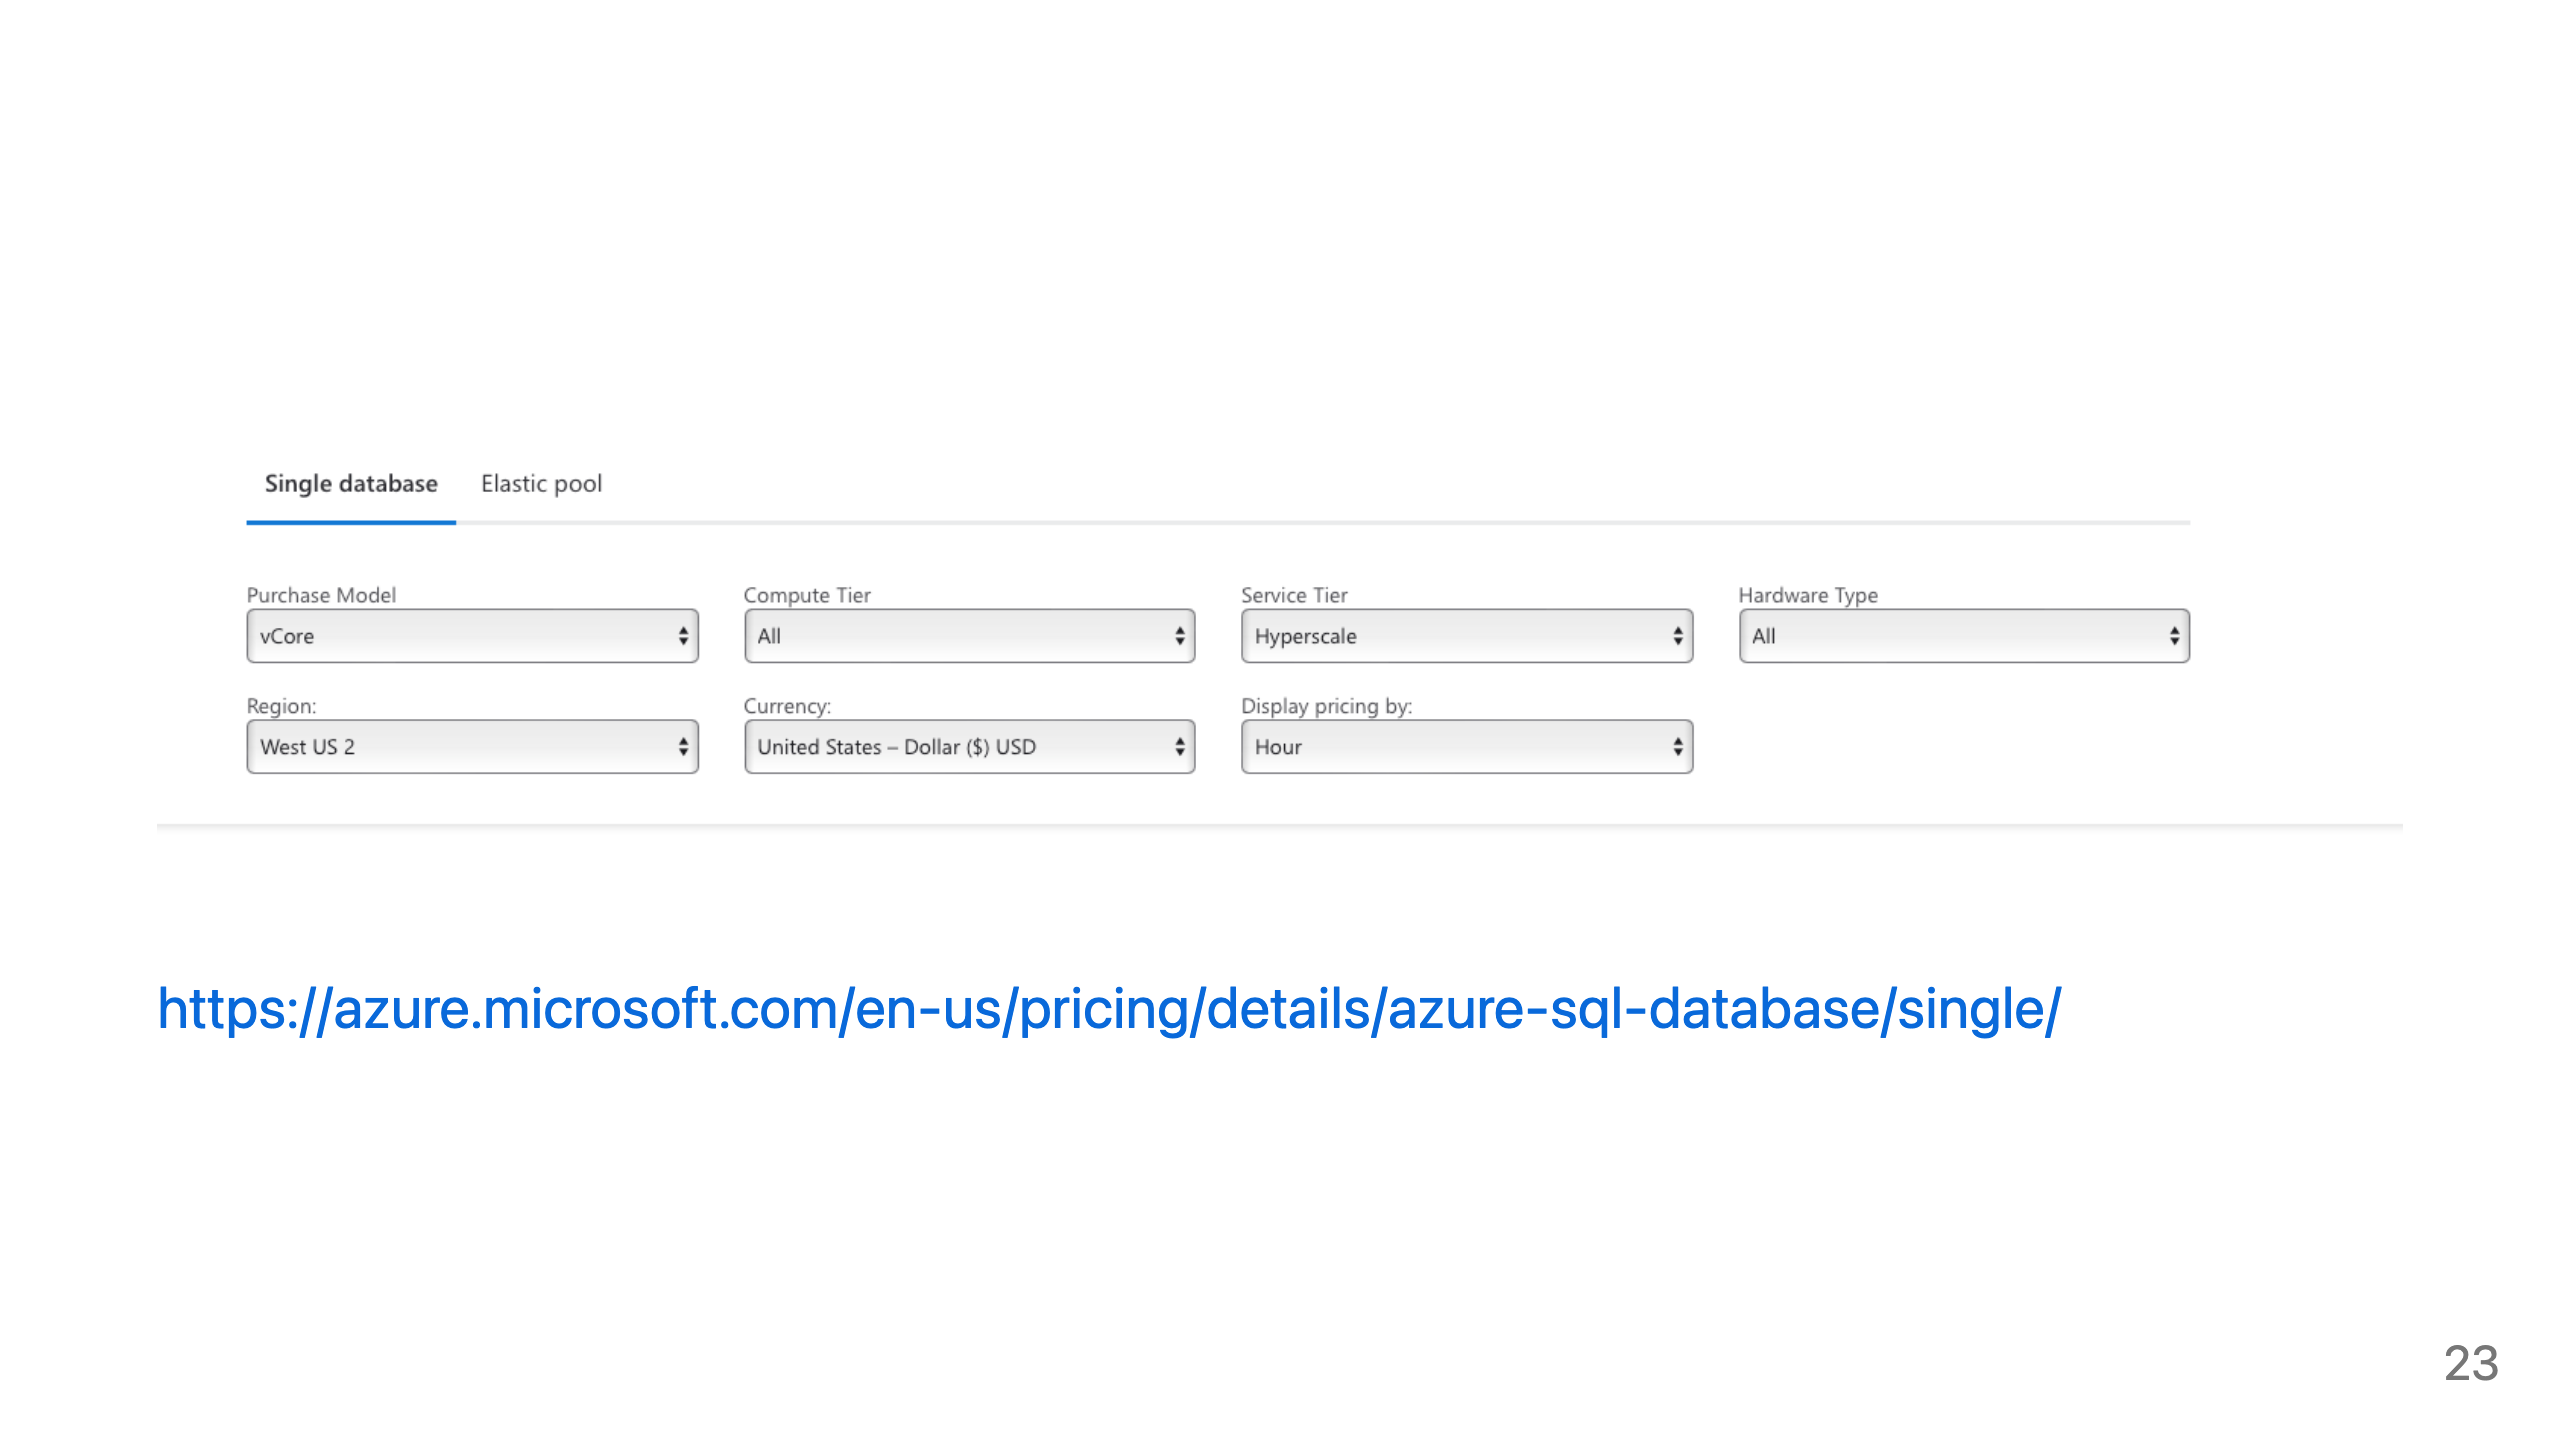 Single database Elastic pool
Purchase Model Compute Tier Service Tier Hardware Type
vCore All Hyperscale All
Region: Currency: Display pricing by:
West US 2 United States – Dollar ($) USD Hour
https://azure.microsoft.com/en-us/pricing/details/azure-sql-database/single/
23